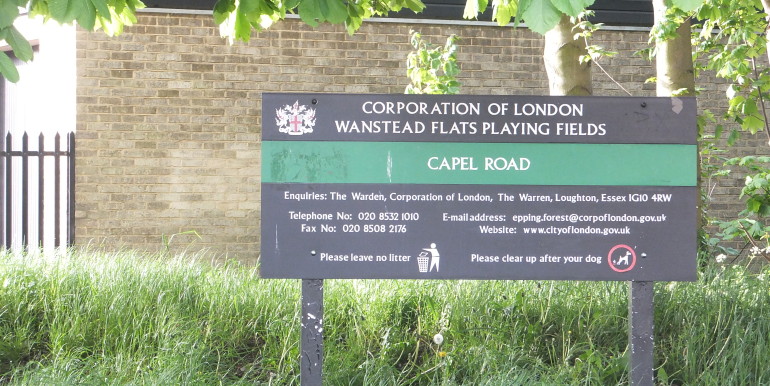 CORPORATION OF LONDON
WANSTEAD FLATS PLAYING FIELDS
CAPEL ROAD
Enquiries: The Warden, Corporation of London, The Warren, Loughton, Essex IG10 4RW
Telephone No: 020 8532 1010
Fax No: 020 8508 2176
E-mail address: epping.forest@corpoflondon.gov.uk
Website: www.cityoflondon.gov.uk
Please leave no litter
Please clear up after your dog